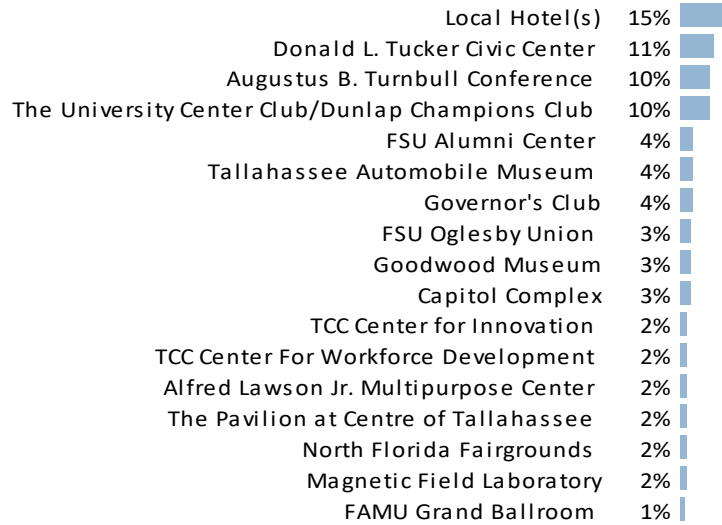 Local Hotel(s) 15%
Donald L. Tucker Civic Center 11%
Augustus B. Turnbull Conference 10%
The University Center Club/Dunlap Champions Club 10%
FSU Alumni Center 4%
Tallahassee Automobile Museum 4%
Governor's Club 4%
FSU Oglesby Union 3%
Goodwood Museum 3%
Capitol Complex 3%
TCC Center for Innovation 2%
TCC Center For Workforce Development 2%
Alfred Lawson Jr. Multipurpose Center 2%
The Pavilion at Centre of Tallahassee 2%
North Florida Fairgrounds 2%
Magnetic Field Laboratory 2%
FAMU Grand Ballroom 1%